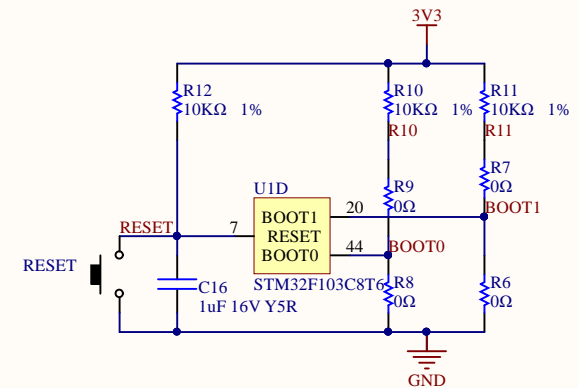 3V3
R12
10KΩ 1%
R10
10KΩ 1%
R11
10KΩ 1%
R10
R11
R7
0Ω
R9
0Ω
U1D
BOOT1
RESET
BOOT0
20
7
44
RESET
BOOT1
BOOT0
RESET
STM32F103C8T6
C16
1uF 16V Y5R
R8
0Ω
R6
0Ω
GND